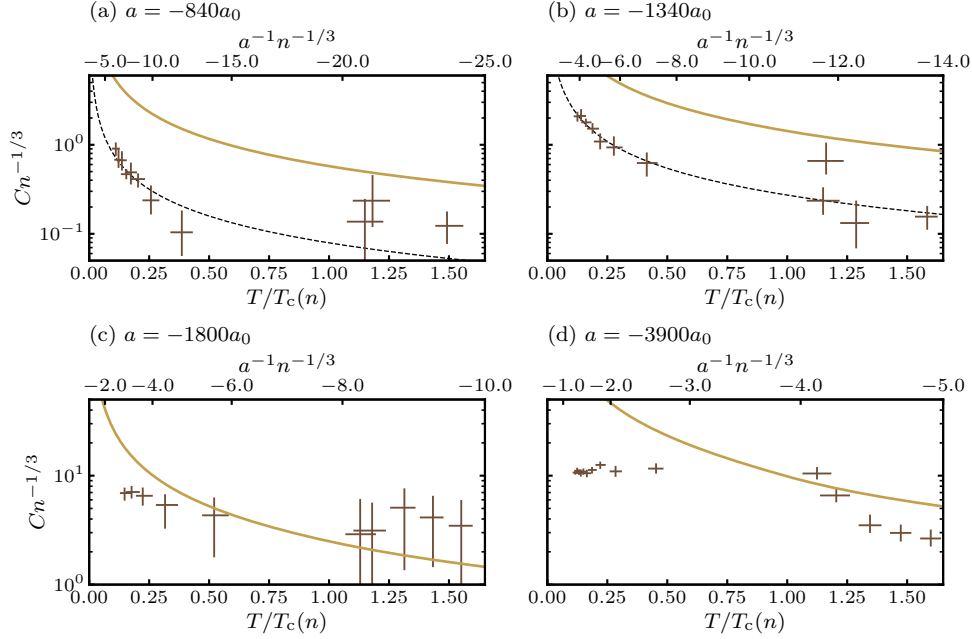 (a) a = −840a₀
(b) a = −1340a₀
a⁻¹n⁻¹/³
a⁻¹n⁻¹/³
−5.0 −10.0 −15.0 −20.0 −25.0
−4.0 −6.0 −8.0 −10.0 −12.0 −14.0
Cn⁻¹/³
10⁰
10⁻¹
0.00 0.25 0.50 0.75 1.00 1.25 1.50
0.00 0.25 0.50 0.75 1.00 1.25 1.50
T/T_c(n)
T/T_c(n)
(c) a = −1800a₀
(d) a = −3900a₀
a⁻¹n⁻¹/³
a⁻¹n⁻¹/³
−2.0 −4.0 −6.0 −8.0 −10.0
−1.0 −2.0 −3.0 −4.0 −5.0
Cn⁻¹/³
10¹
10⁰
0.00 0.25 0.50 0.75 1.00 1.25 1.50
0.00 0.25 0.50 0.75 1.00 1.25 1.50
T/T_c(n)
T/T_c(n)